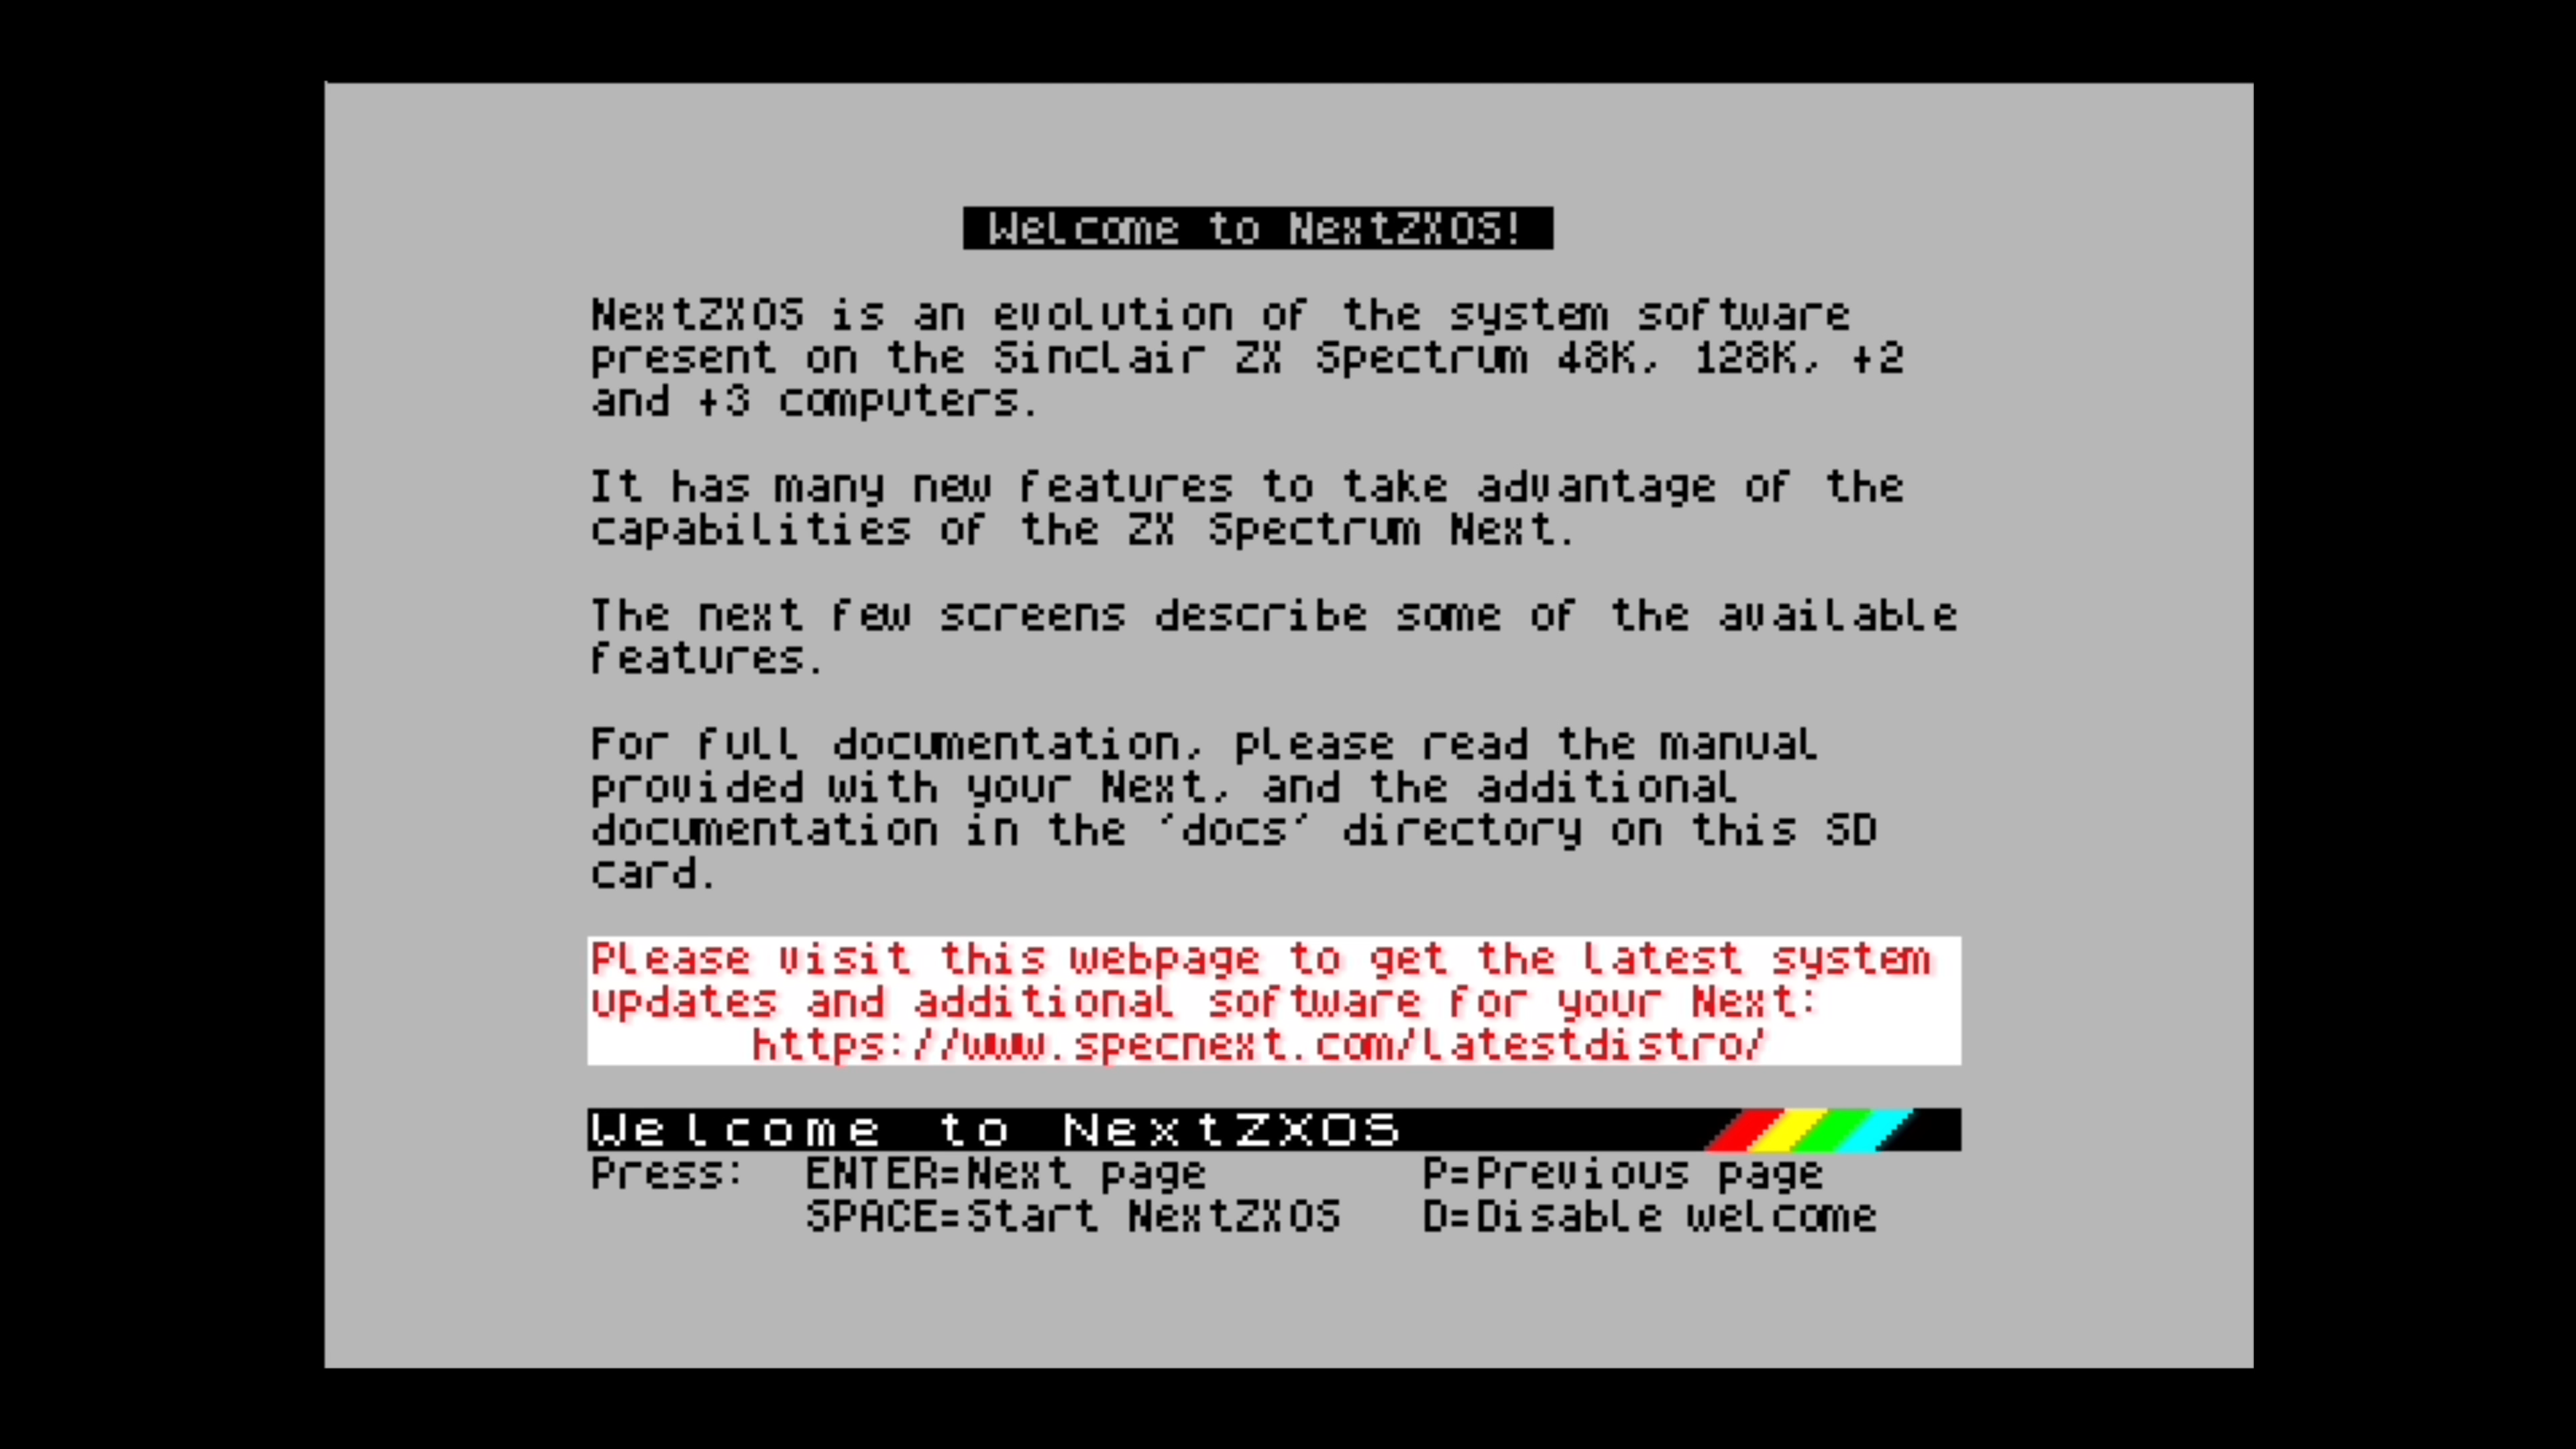 Welcome to NextZXOS!
NextZXOS is an evolution of the system software
present on the Sinclair ZX Spectrum 48K, 128K, +2
and +3 computers.
It has many new features to take advantage of the
capabilities of the ZX Spectrum Next.
The next few screens describe some of the available
features.
For full documentation, please read the manual
provided with your Next, and the additional
documentation in the 'docs' directory on this SD
card.
Please visit this webpage to get the latest system
updates and additional software for your Next:
https://www.specnext.com/latestdistro/
Welcome to NextZXOS
Press: ENTER=Next page P=Previous page
SPACE=Start NextZXOS D=Disable welcome